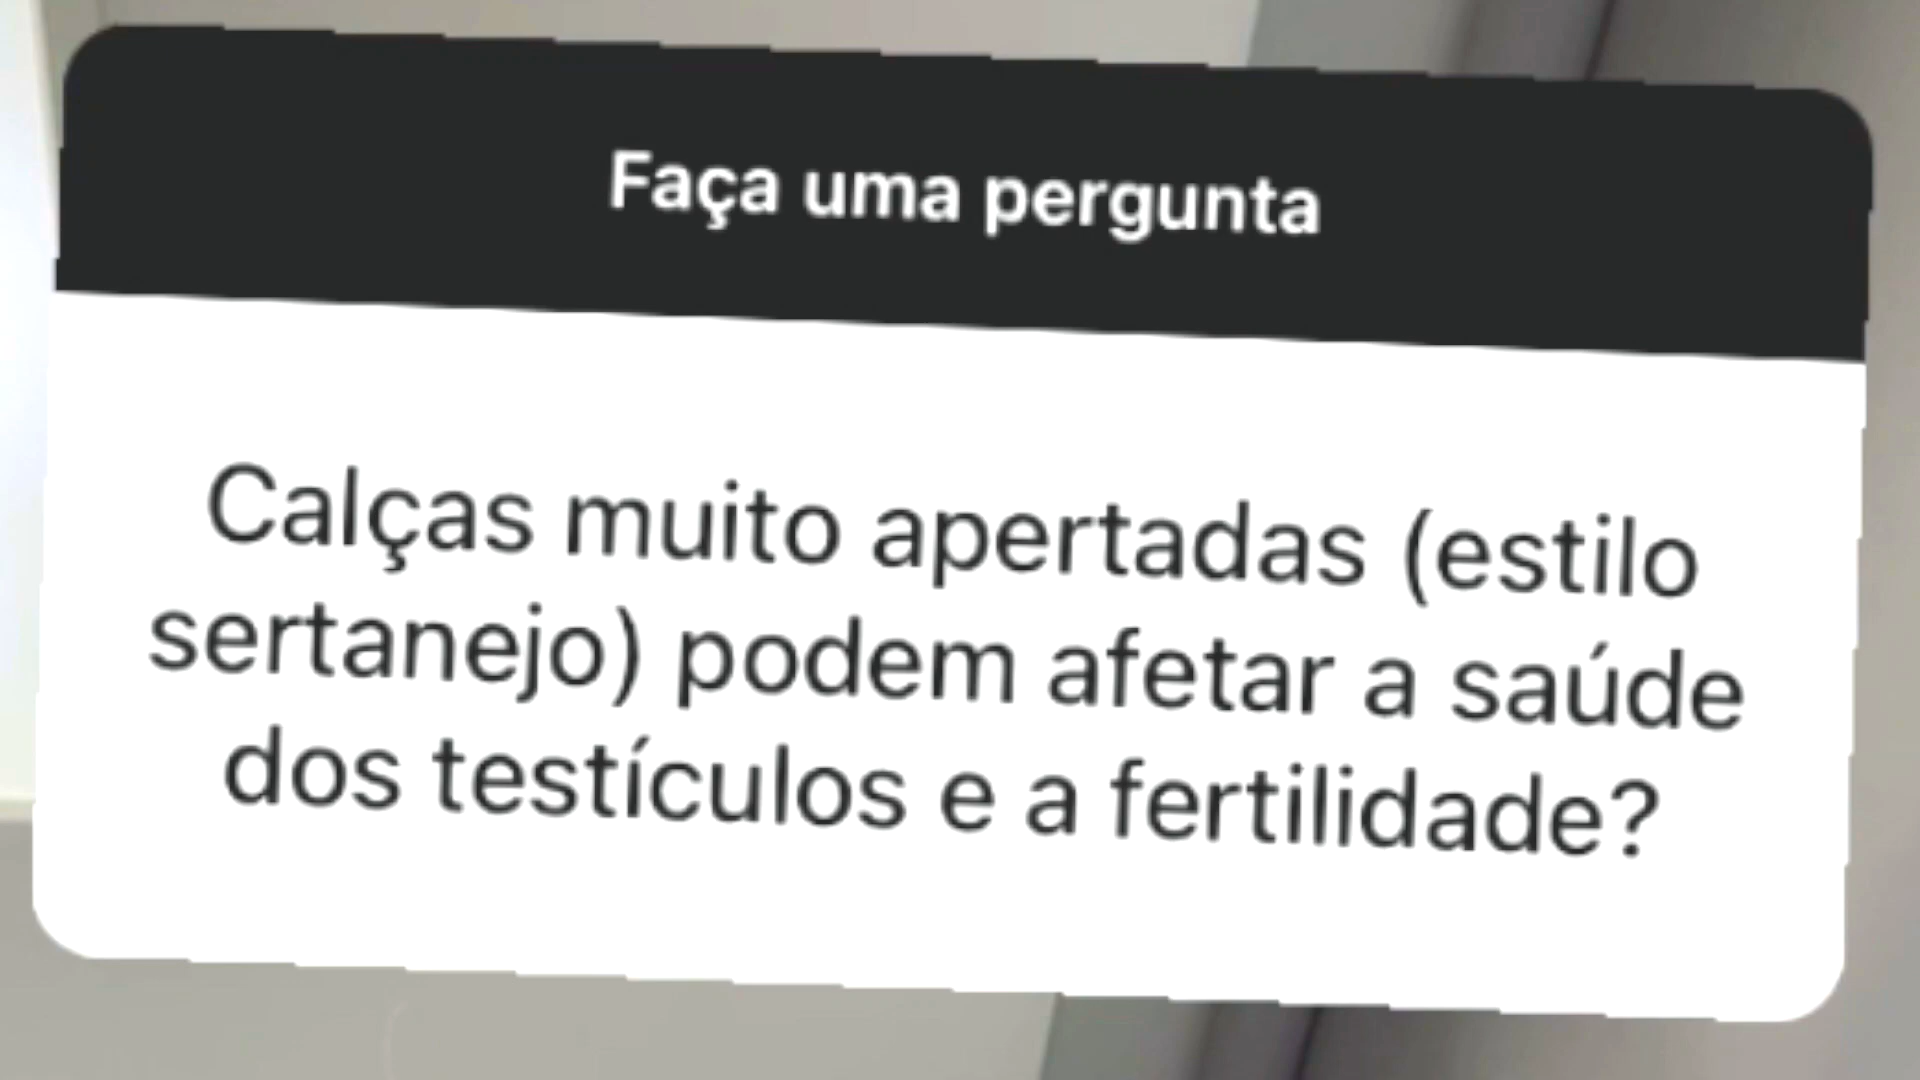 Faça uma pergunta
Calças muito apertadas (estilo
sertanejo) podem afetar a saúde
dos testículos e a fertilidade?